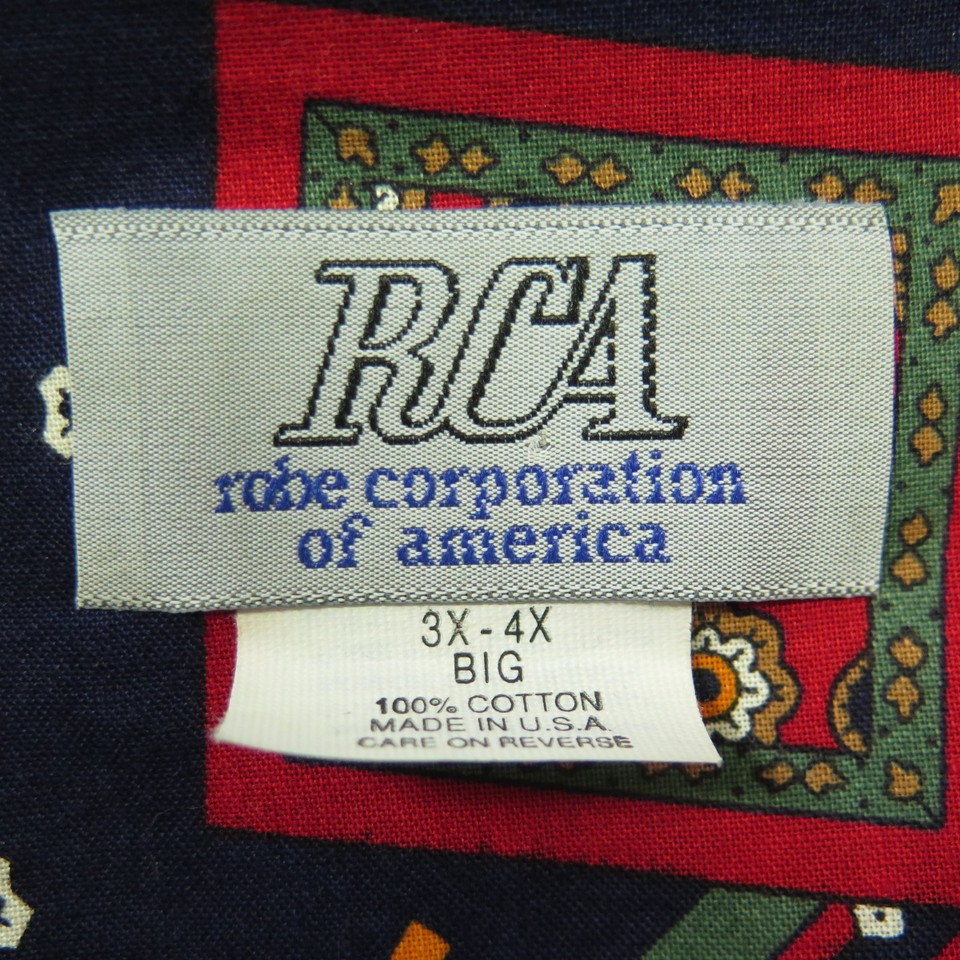 RCA
robe corporation
of america
3X-4X
BIG
100% COTTON
MADE IN U.S.A.
CARE ON REVERSE